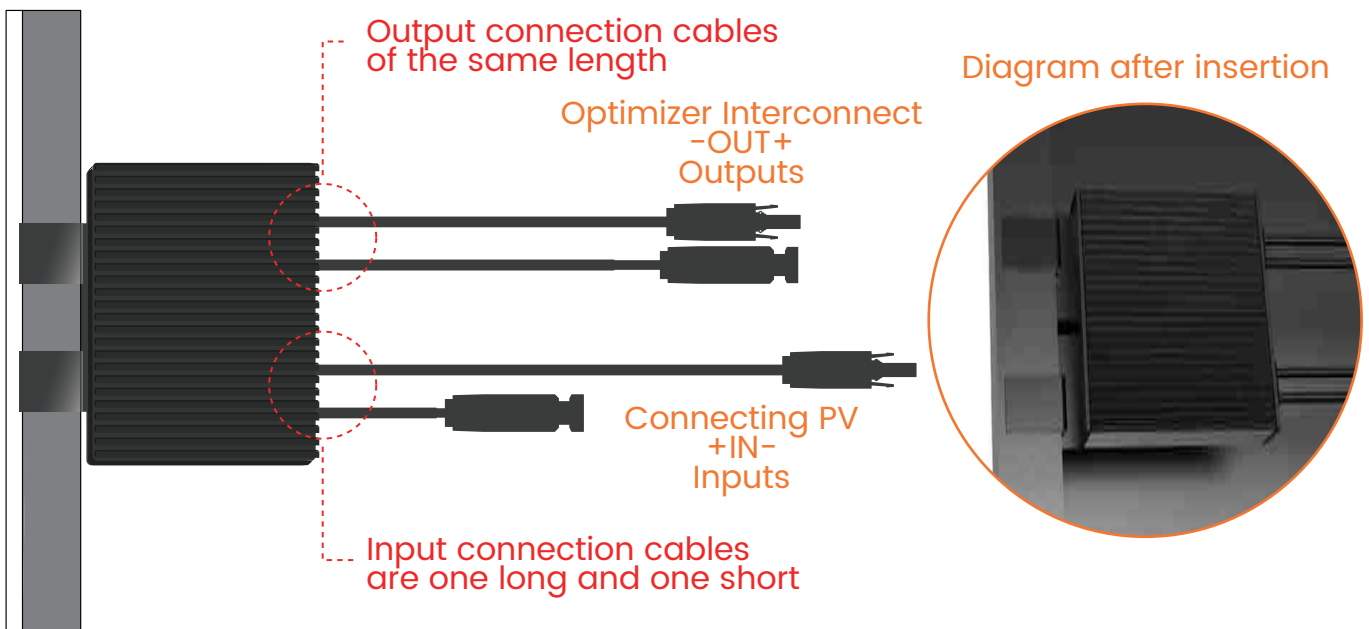 Output connection cables
of the same length
Diagram after insertion
Optimizer Interconnect
-OUT+
Outputs
Connecting PV
+IN-
Inputs
Input connection cables
are one long and one short